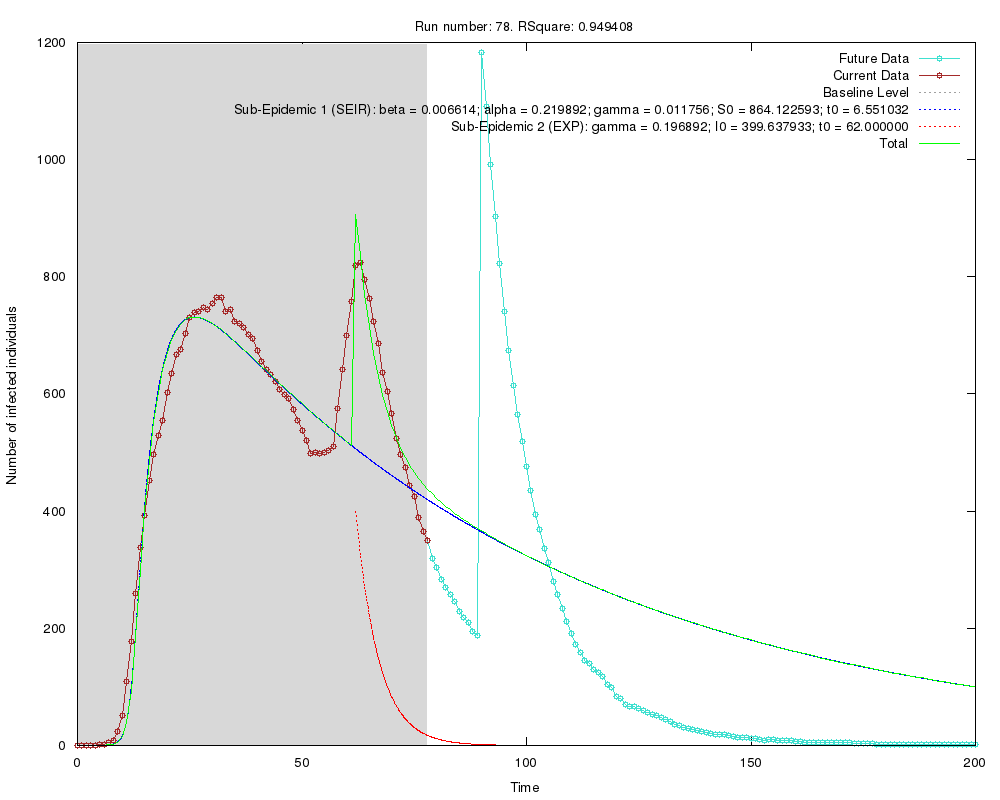 Run number: 78. RSquare: 0.949408
1200
1000
800
600
400
200
0
Number of infected individuals
Future Data
Current Data
Baseline Level
Sub-Epidemic 1 (SEIR): beta = 0.006614; alpha = 0.219892; gamma = 0.011756; S0 = 864.122593; t0 = 6.551032
Sub-Epidemic 2 (EXP): gamma = 0.196892; I0 = 399.637933; t0 = 62.000000
Total
0
50
100
150
200
Time